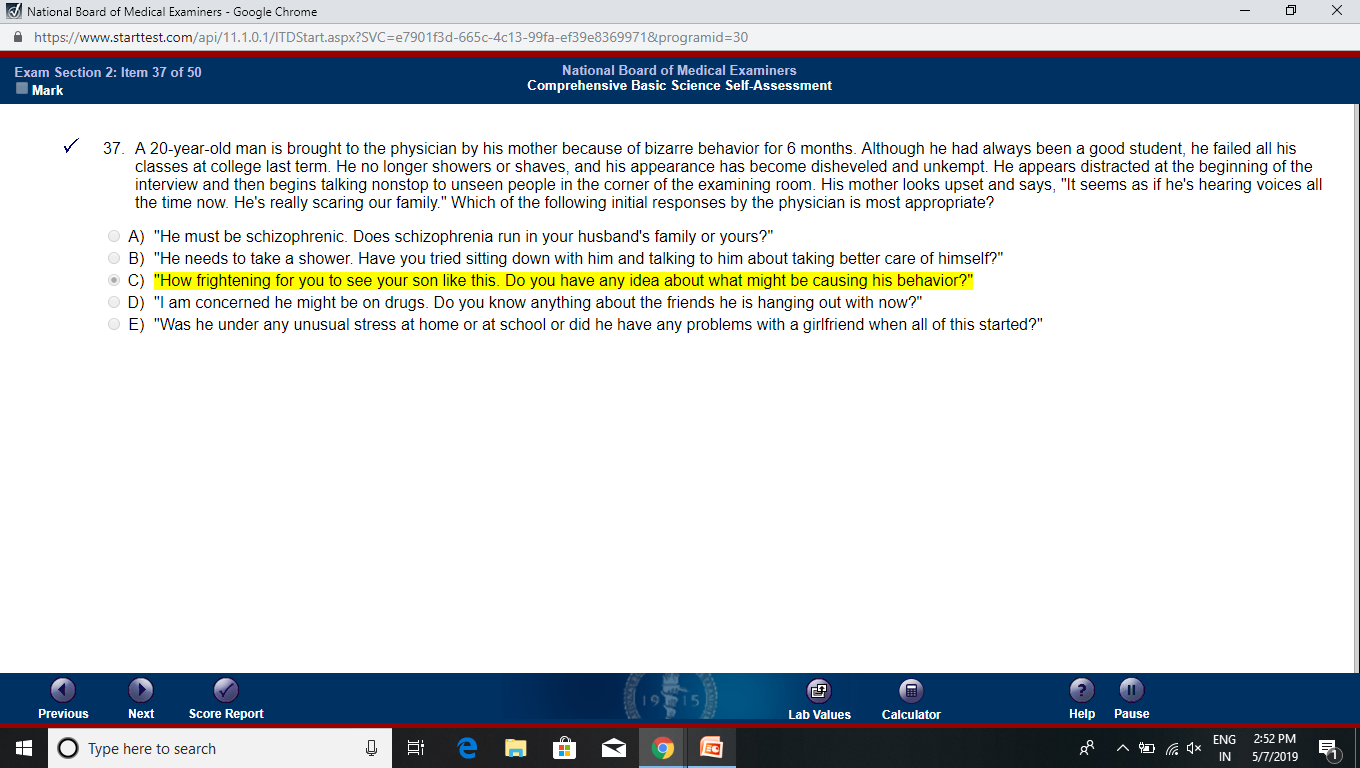 National Board of Medical Examiners - Google Chrome
https://www.starttest.com/api/11.1.0.1/ITDStart.aspx?SVC=e7901f3d-665c-4c13-99fa-ef39e8369971&programid=30
Exam Section 2: Item 37 of 50
National Board of Medical Examiners
Mark
Comprehensive Basic Science Self-Assessment
37. A 20-year-old man is brought to the physician by his mother because of bizarre behavior for 6 months. Although he had always been a good student, he failed all his
classes at college last term. He no longer showers or shaves, and his appearance has become disheveled and unkempt. He appears distracted at the beginning of the
interview and then begins talking nonstop to unseen people in the corner of the examining room. His mother looks upset and says, "It seems as if he's hearing voices all
the time now. He's really scaring our family." Which of the following initial responses by the physician is most appropriate?
A) "He must be schizophrenic. Does schizophrenia run in your husband's family or yours?"
B) "He needs to take a shower. Have you tried sitting down with him and talking to him about taking better care of himself?"
C) "How frightening for you to see your son like this. Do you have any idea about what might be causing his behavior?"
D) "I am concerned he might be on drugs. Do you know anything about the friends he is hanging out with now?"
E) "Was he under any unusual stress at home or at school or did he have any problems with a girlfriend when all of this started?"
1915
Previous Next Score Report Lab Values Calculator Help Pause
Type here to search
ENG 2:52 PM
IN 5/7/2019
1